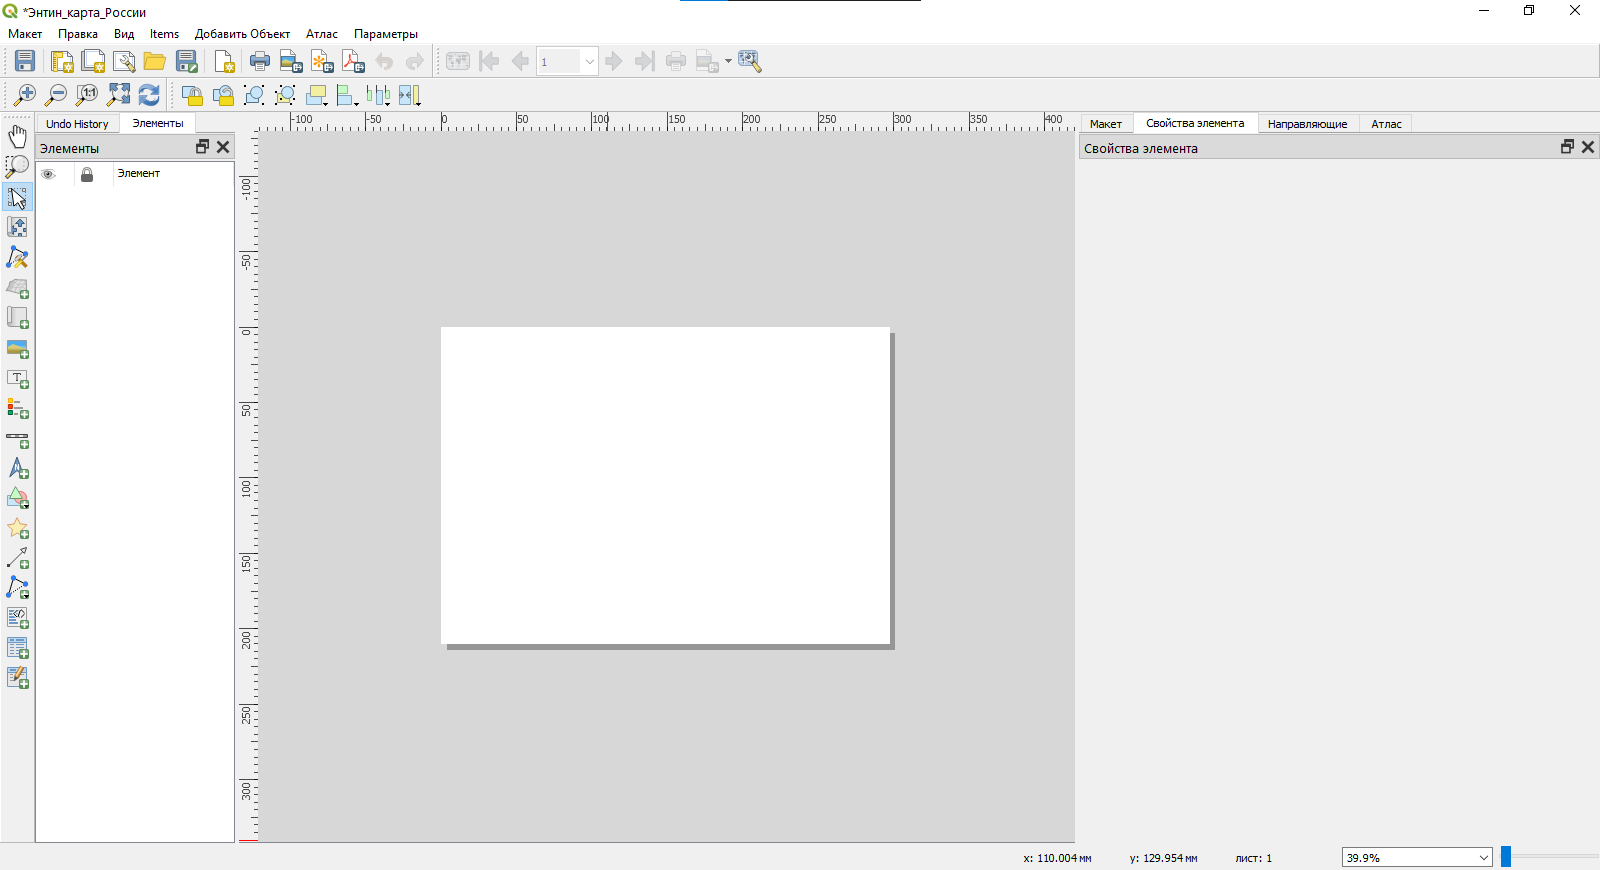 *Энтин_карта_России
Макет Правка Вид Items Добавить Объект Атлас Параметры
1
1:1
Undo History Элементы
Элементы
Элемент
-100 -50 0 50 100 150 200 250 300 350 400
-100
-50
0
50
100
150
200
250
300
Макет Свойства элемента Направляющие Атлас
Свойства элемента
x: 110.004 мм y: 129.954 мм лист: 1 39.9%